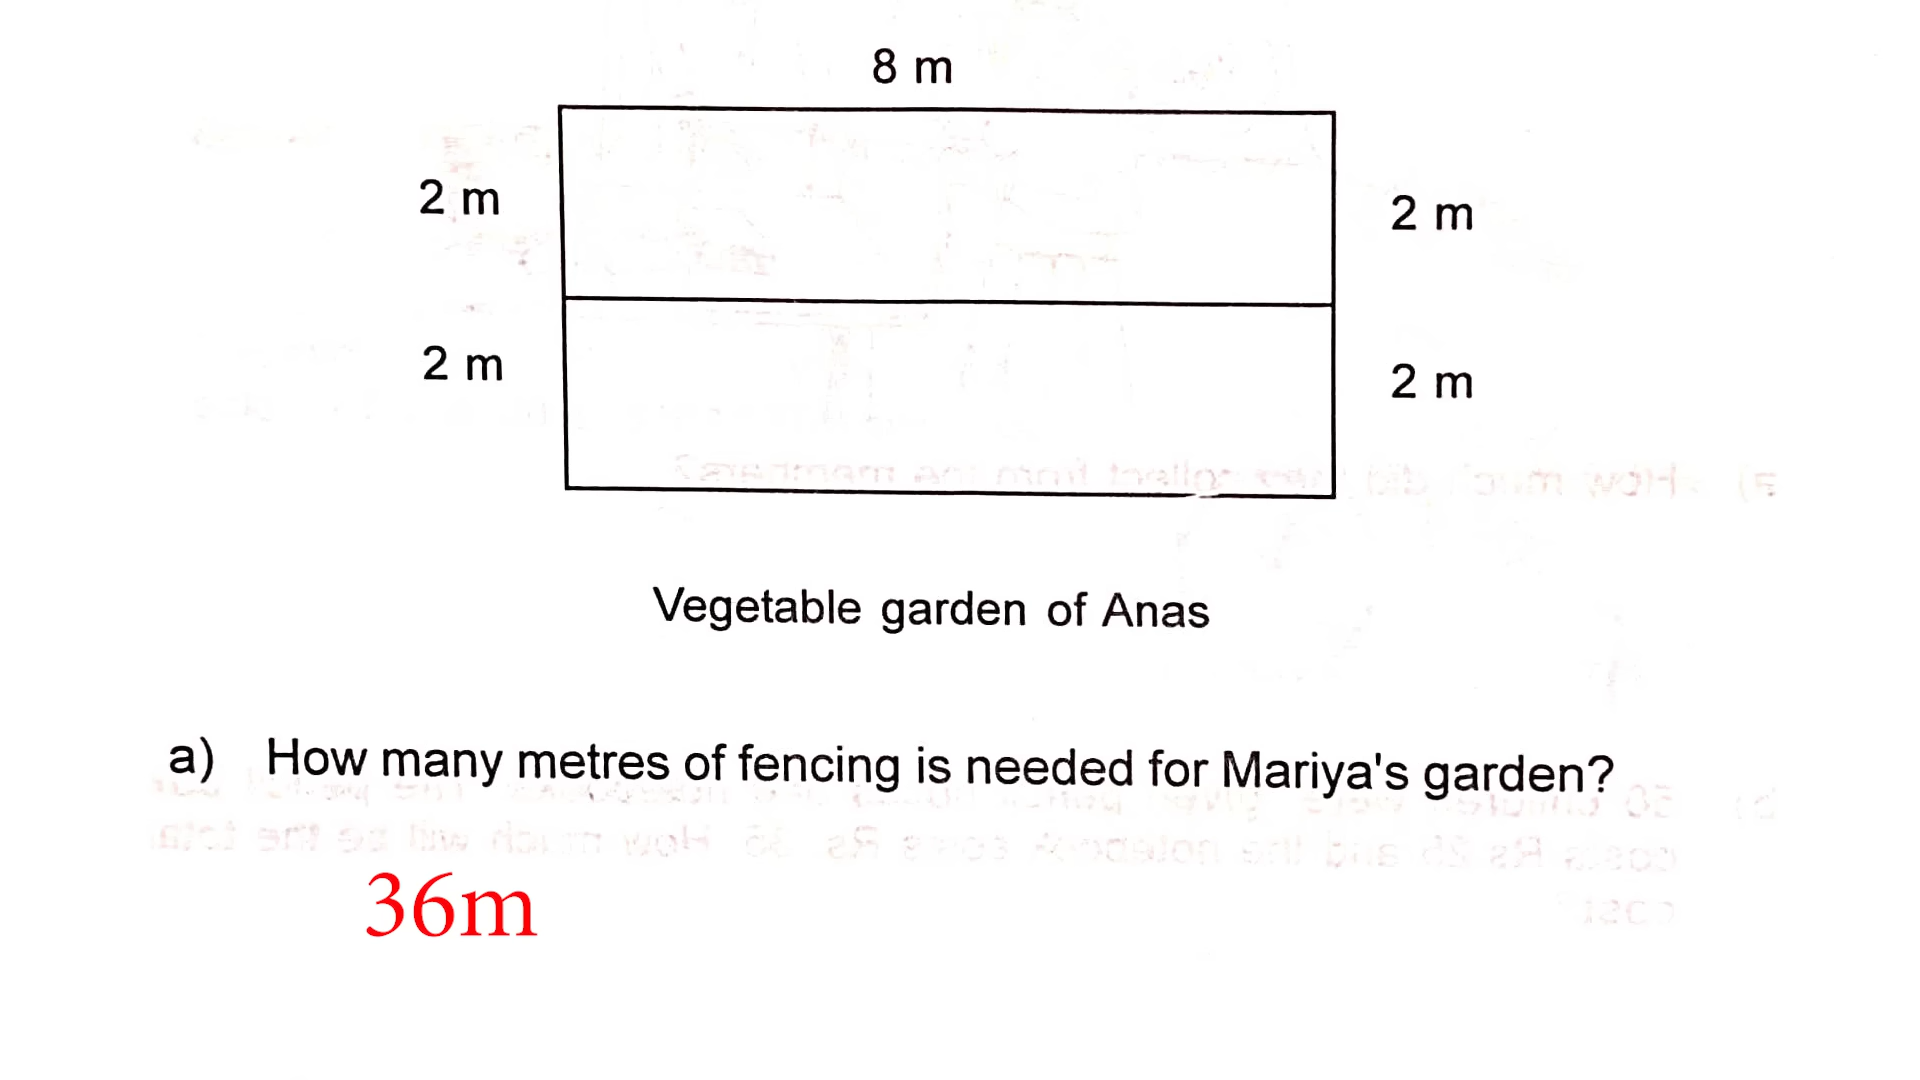 8 m
2 m
2 m
2 m
2 m
Vegetable garden of Anas
a) How many metres of fencing is needed for Mariya's garden?
36m